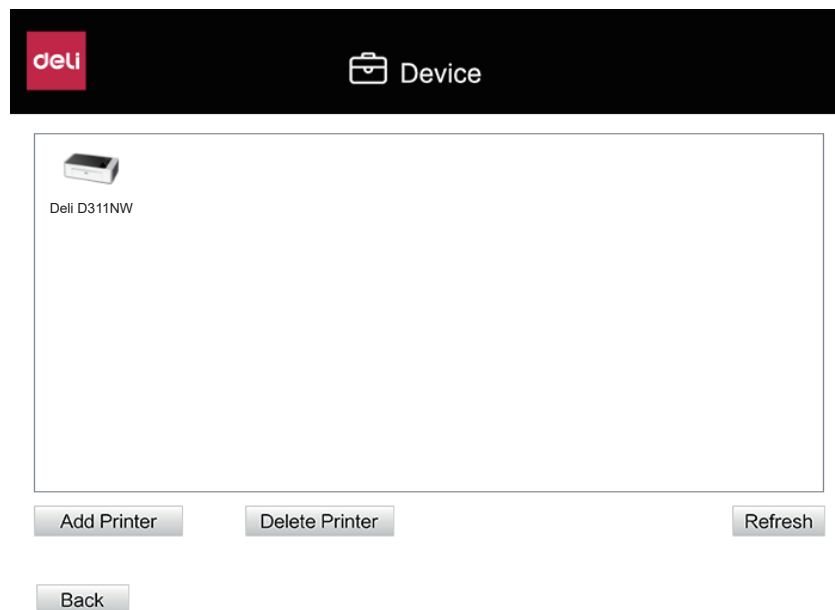 deli
Device
Deli D311NW
Add Printer
Delete Printer
Refresh
Back